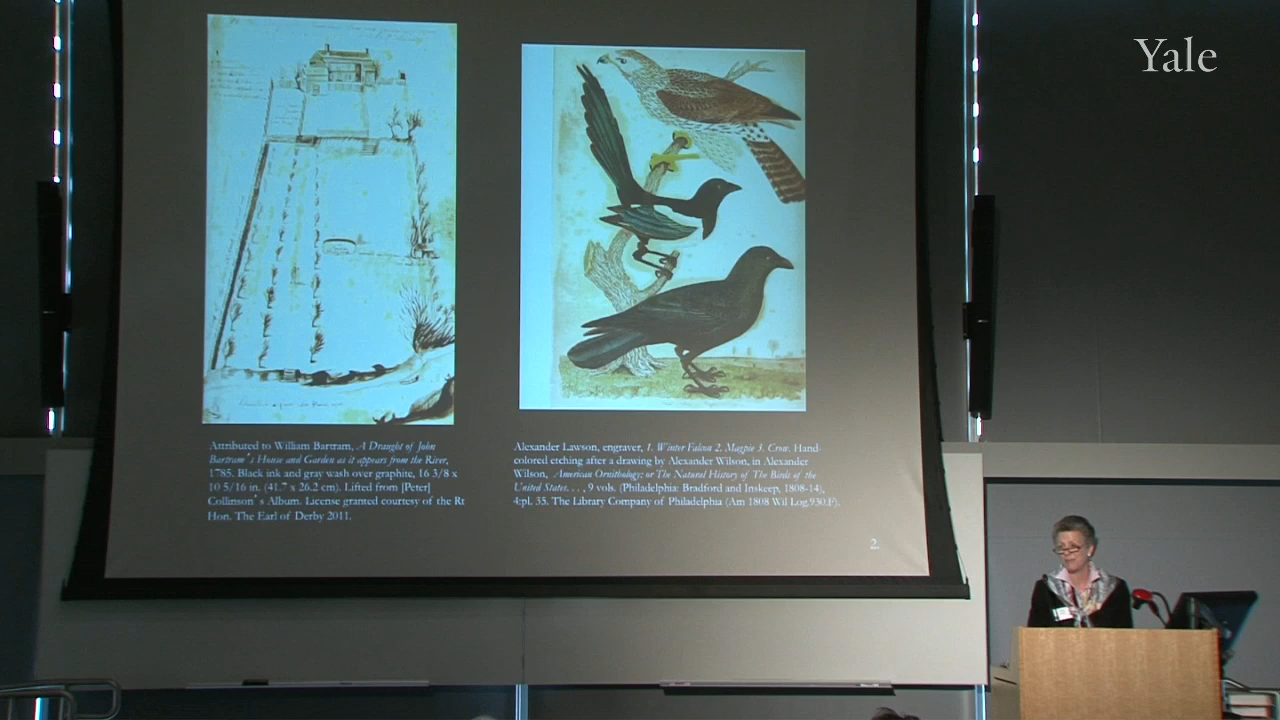 Yale
Attributed to William Bartram, A Draught of John
Bartram's House and Garden as it appears from the River,
1785. Black ink and gray wash over graphite, 16 3/8 x
10 5/16 in. (41.7 x 26.2 cm). Lifted from [Peter]
Collinson's Album. License granted courtesy of the Rt
Hon. The Earl of Derby 2011.
Alexander Lawson, engraver, 1. Winter Falcon 2. Magpie 3. Crow. Hand-
colored etching after a drawing by Alexander Wilson, in Alexander
Wilson, American Ornithology; or The Natural History of The Birds of the
United States. . . , 9 vols. (Philadelphia: Bradford and Inskeep, 1808-14),
4:pl. 35. The Library Company of Philadelphia (Am 1808 Wil Log.930.F).
2